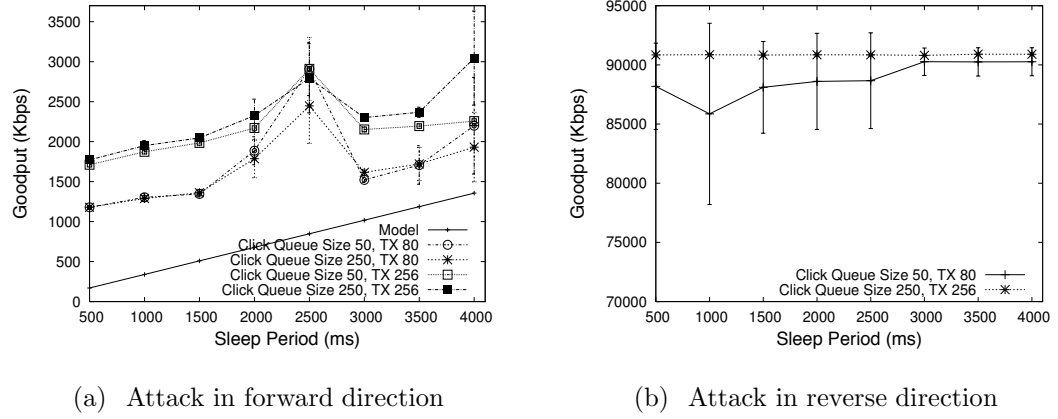 3500
3000
2500
2000
1500
1000
500
0
Goodput (Kbps)
500 1000 1500 2000 2500 3000 3500 4000
Sleep Period (ms)
Model
Click Queue Size 50, TX 80
Click Queue Size 250, TX 80
Click Queue Size 50, TX 256
Click Queue Size 250, TX 256
(a) Attack in forward direction
95000
90000
85000
80000
75000
70000
Goodput (Kbps)
500 1000 1500 2000 2500 3000 3500 4000
Sleep Period (ms)
Click Queue Size 50, TX 80
Click Queue Size 250, TX 256
(b) Attack in reverse direction